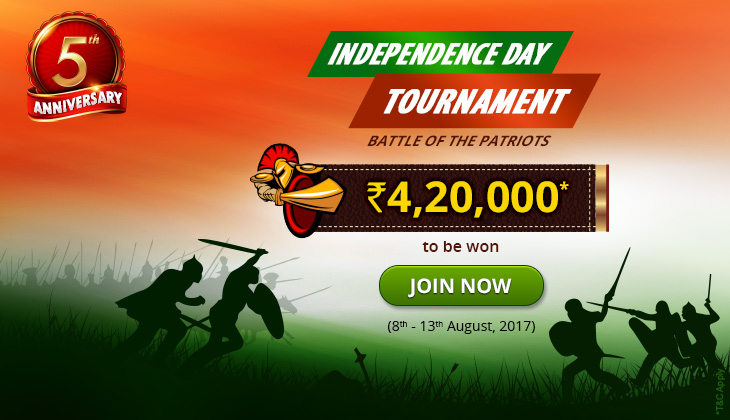 5th
ANNIVERSARY
INDEPENDENCE DAY
TOURNAMENT
BATTLE OF THE PATRIOTS
₹4,20,000*
to be won
JOIN NOW
(8th - 13th August, 2017)
*T&C Apply